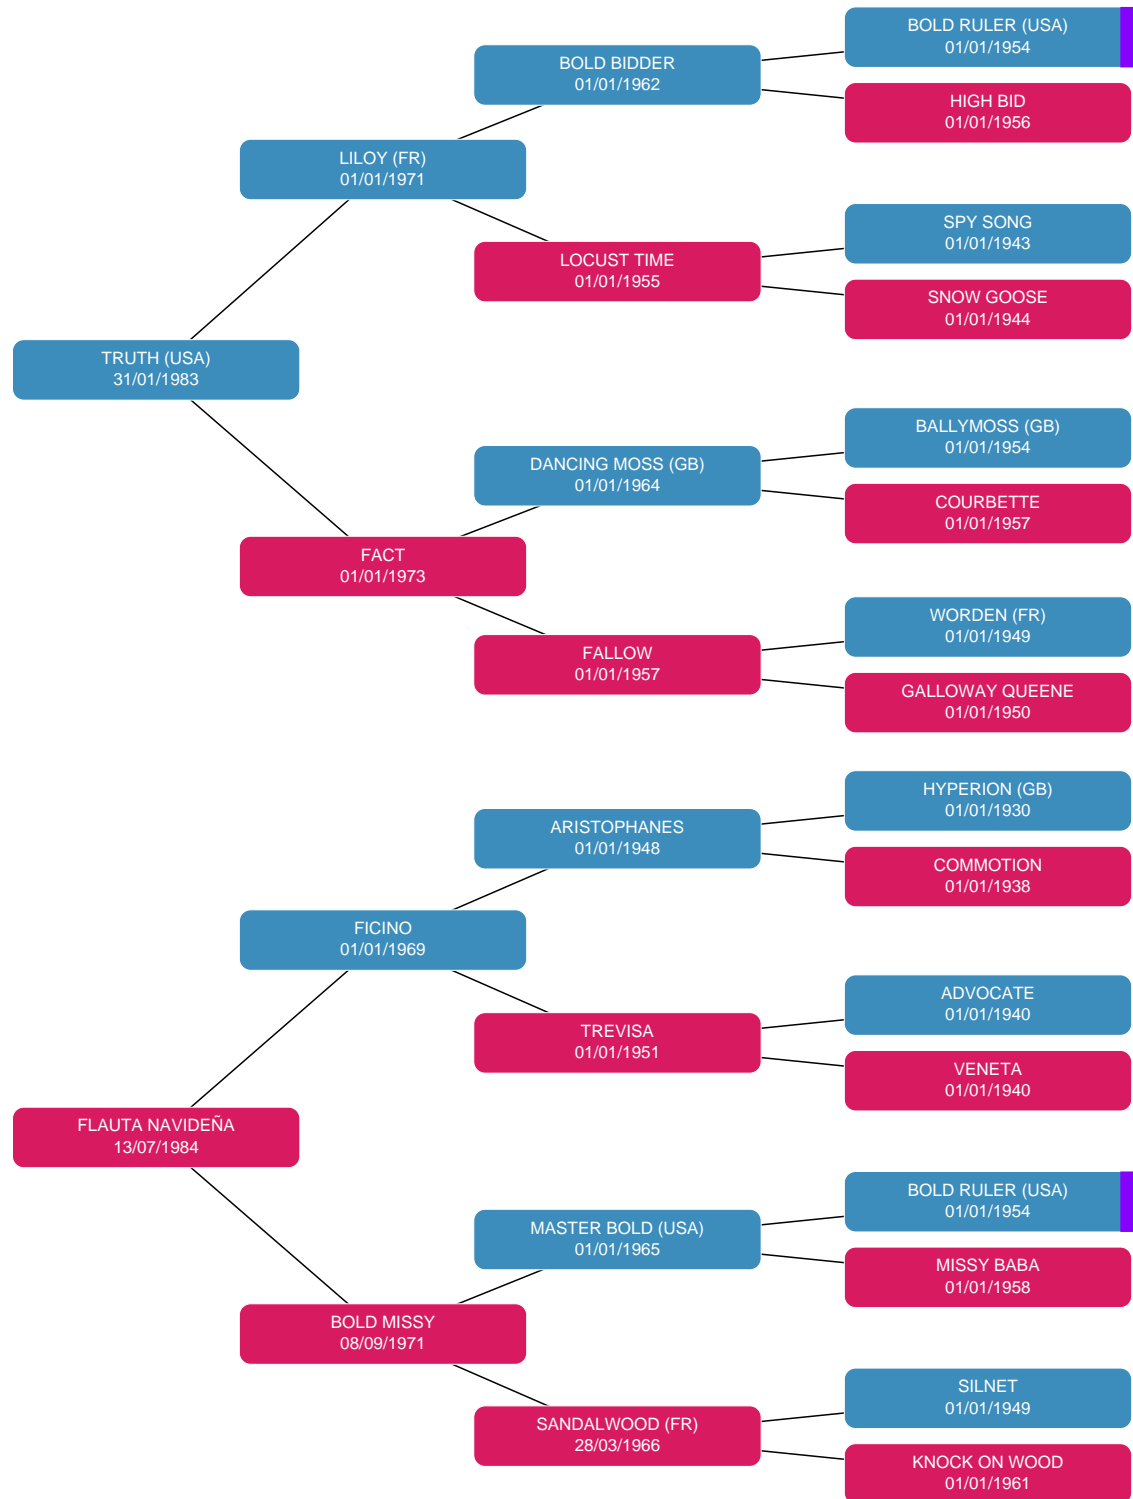 BOLD RULER (USA)
01/01/1954
BOLD BIDDER
01/01/1962
HIGH BID
01/01/1956
LILOY (FR)
01/01/1971
SPY SONG
01/01/1943
LOCUST TIME
01/01/1955
SNOW GOOSE
01/01/1944
TRUTH (USA)
31/01/1983
BALLYMOSS (GB)
01/01/1954
DANCING MOSS (GB)
01/01/1964
COURBETTE
01/01/1957
FACT
01/01/1973
WORDEN (FR)
01/01/1949
FALLOW
01/01/1957
GALLOWAY QUEENE
01/01/1950
HYPERION (GB)
01/01/1930
ARISTOPHANES
01/01/1948
COMMOTION
01/01/1938
FICINO
01/01/1969
ADVOCATE
01/01/1940
TREVISA
01/01/1951
VENETA
01/01/1940
FLAUTA NAVIDEÑA
13/07/1984
BOLD RULER (USA)
01/01/1954
MASTER BOLD (USA)
01/01/1965
MISSY BABA
01/01/1958
BOLD MISSY
08/09/1971
SILNET
01/01/1949
SANDALWOOD (FR)
28/03/1966
KNOCK ON WOOD
01/01/1961